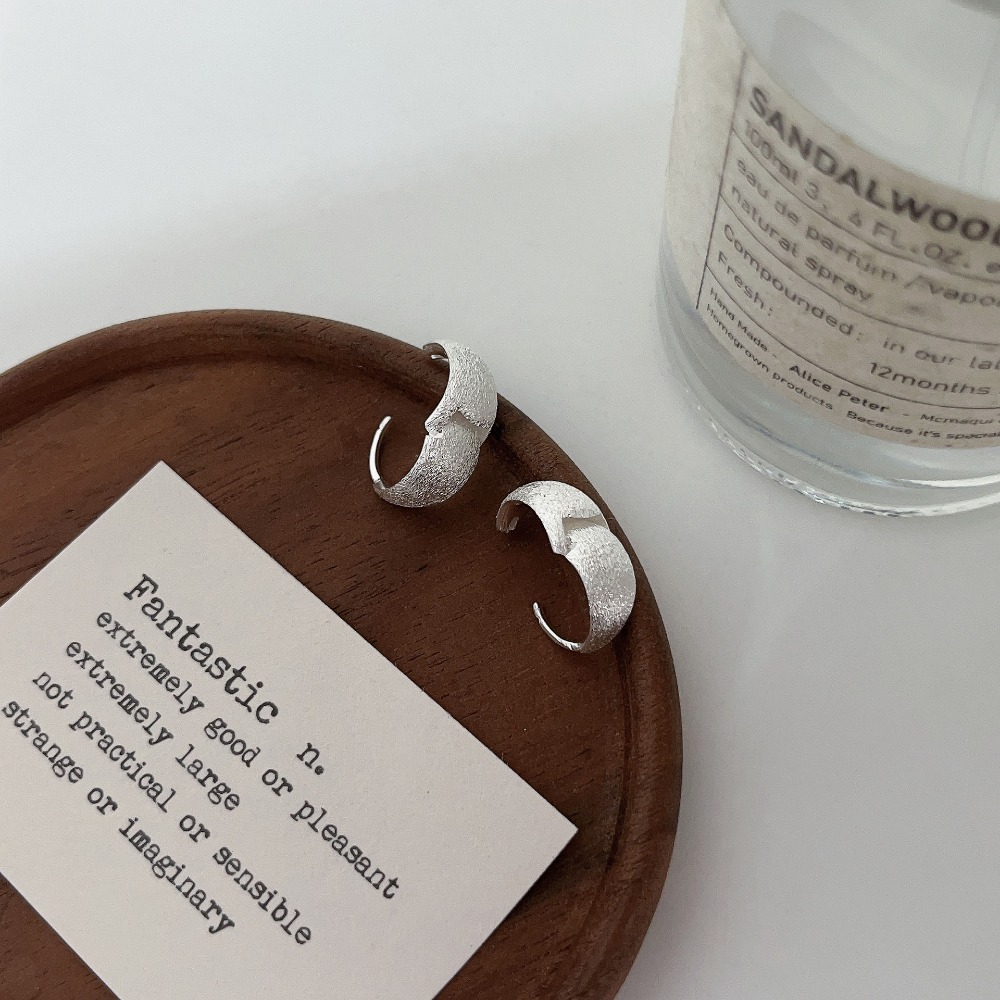 Fantastic n.
extremely good or pleasant
extremely large
not practical or sensible
strange or imaginary
SANDALWOOD
100ml 3. 4 FL.OZ.
eau de parfum /vapo
natural spray
Compounded: in our
Fresh: 12months
Hand Made - Alice Peter -
Homegrown products Because it's